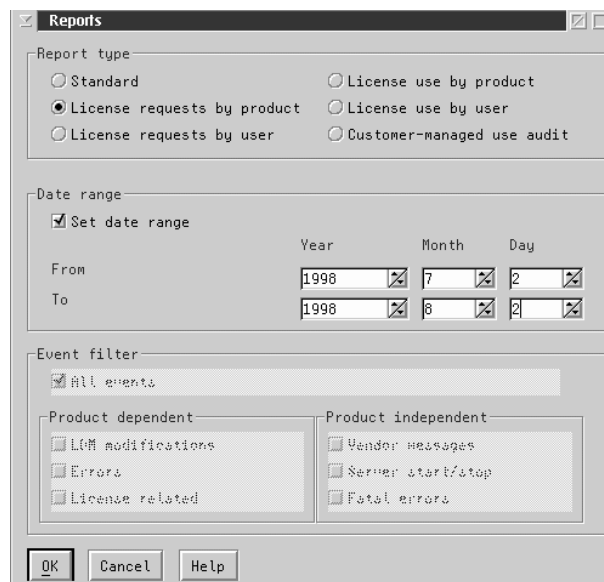 Reports
Report type
Standard
License use by product
License requests by product
License use by user
License requests by user
Customer-managed use audit
Date range
Set date range
Year Month Day
From 1998 7 2
To 1998 8 2
Event filter
All events
Product dependent
Product independent
LUM modifications
Vendor messages
Errors
Server start/stop
License related
Fatal errors
OK Cancel Help